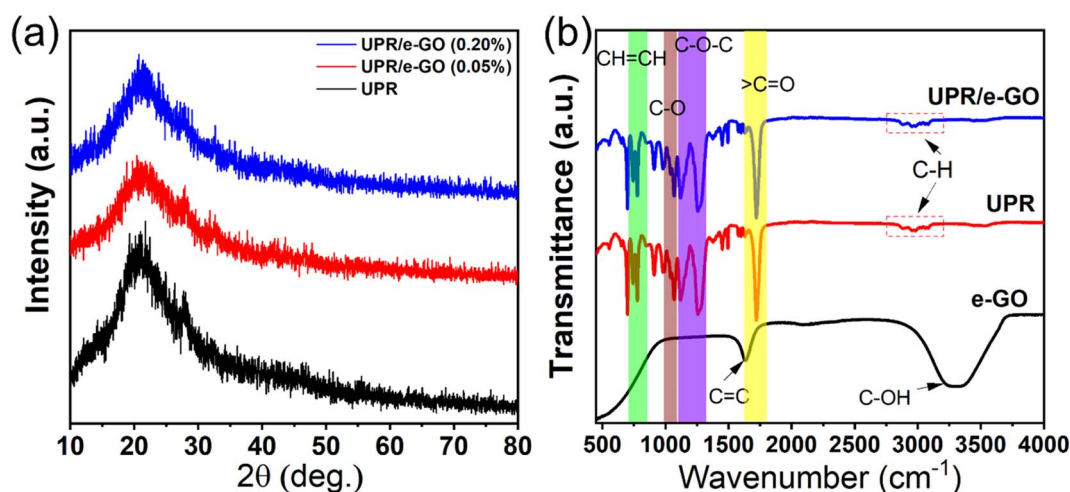 (a)
UPR/e-GO (0.20%)
UPR/e-GO (0.05%)
UPR
Intensity (a.u.)
10 20 30 40 50 60 70 80
2θ (deg.)
(b)
CH=CH
C-O-C
C-O
>C=O
UPR/e-GO
C-H
UPR
e-GO
C=C
C-OH
Transmittance (a.u.)
500 1000 1500 2000 2500 3000 3500 4000
Wavenumber (cm⁻¹)